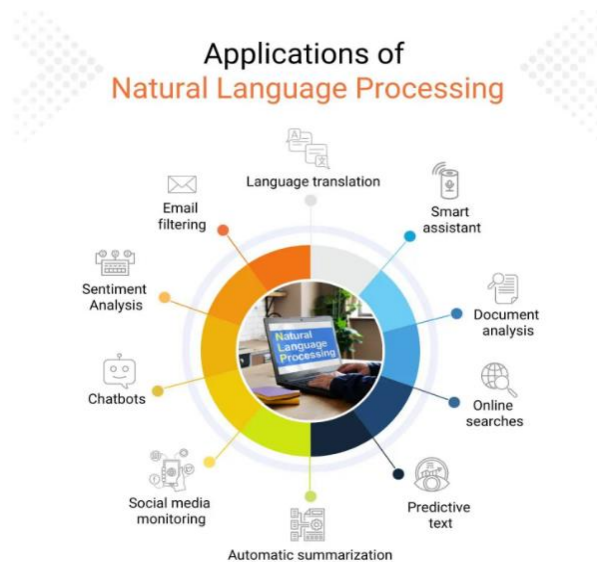 Applications of
Natural Language Processing
Language translation
Smart
assistant
Document
analysis
Online
searches
Predictive
text
Automatic summarization
Social media
monitoring
Chatbots
Sentiment
Analysis
Email
filtering
Natural
Language
Processing